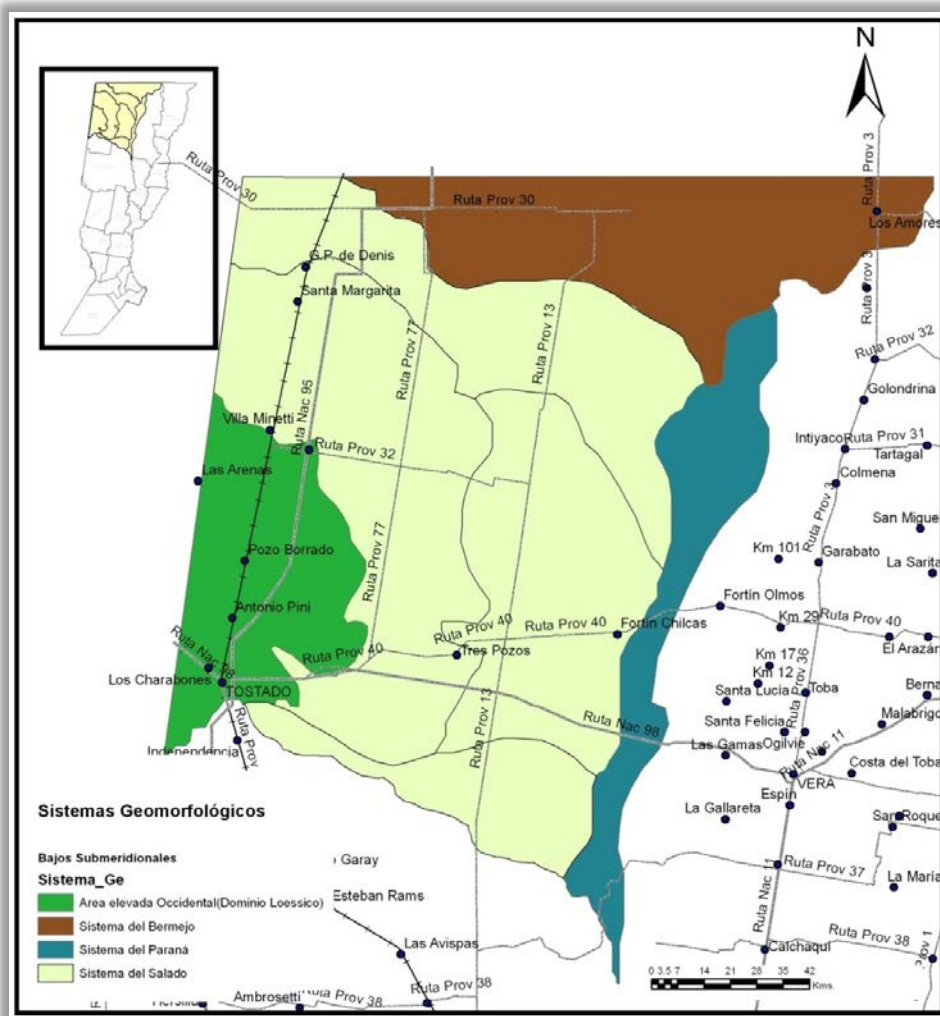 N
Ruta Prov 3
Ruta Prov 30
Ruta Prov 30
Los Amores
G.P. de Denis
Santa Margarita
Ruta Prov 3
Ruta Prov 77
Ruta Prov 13
Ruta Prov 32
Golondrina
Ruta Nac 95
Villa Minetti
Ruta Prov 32
Intiyaco
Ruta Prov 31
Tartagal
Las Arenas
Colmena
Ruta Prov 3
San Migue
Pozo Borrado
Km 101
Garabato
La Sarita
Ruta Prov 77
Antonio Pini
Fortín Olmos
Ruta Prov 40
Ruta Prov 40
Fortín Chilcas
Km 29
Ruta Prov 40
El Arazán
Ruta Nac 98
Ruta Prov 40
Tres Pozos
Km 17
Km 12
Ruta Prov 36
Los Charabones
TOSTADO
Santa Lucia
Toba
Berna
Ruta Prov 13
Ruta Nac 98
Santa Felicia
Malabrigo
Ruta Prov
Independencia
Las Gamas
Ogilvie
Ruta Nac 11
Costa del Toba
VERA
Espín
La Gallareta
San Roque
Sistemas Geomorfológicos
Bajos Submeridionales
Sistema_Ge
Area elevada Occidental(Dominio Loessico)
Sistema del Bermejo
Sistema del Paraná
Sistema del Salado
Garay
Esteban Rams
Ruta Prov 37
La María
Ruta Nac 11
Las Avispas
Calchaquí
Ruta Prov 38
Prov 1
0 3.5 7 14 21 28 35 42
Kms.
Ambrosetti
Ruta Prov 38
Ruta Prov 38